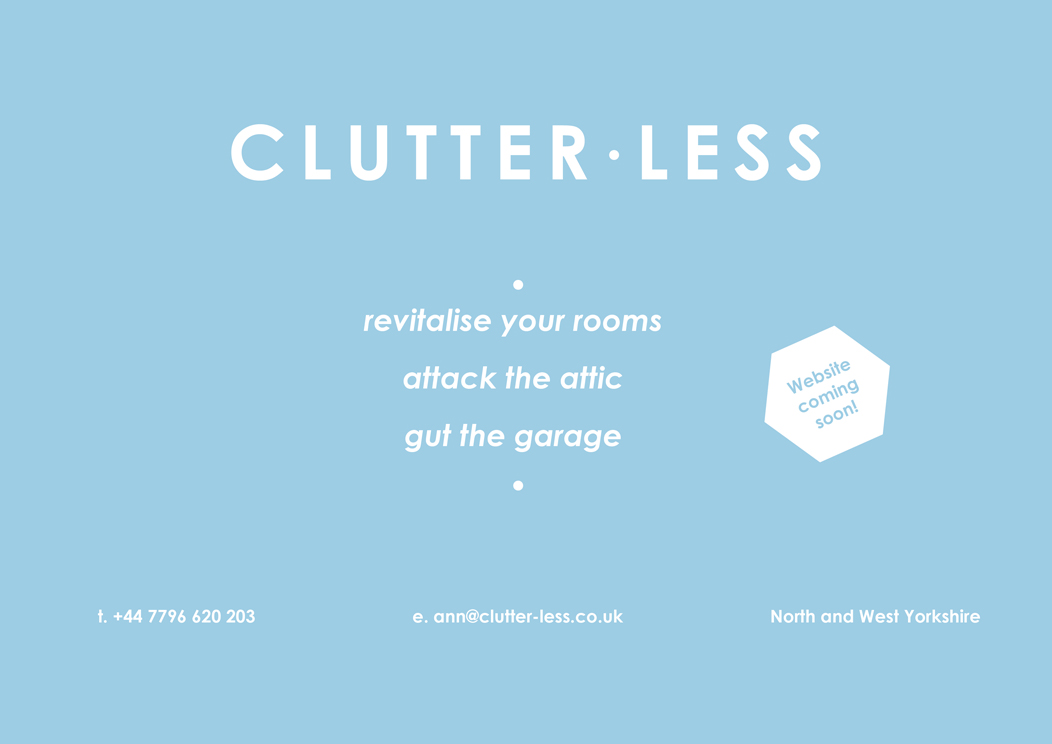 CLUTTER·LESS
•
revitalise your rooms
attack the attic
gut the garage
•
Website
coming
soon!
t. +44 7796 620 203
e. ann@clutter-less.co.uk
North and West Yorkshire